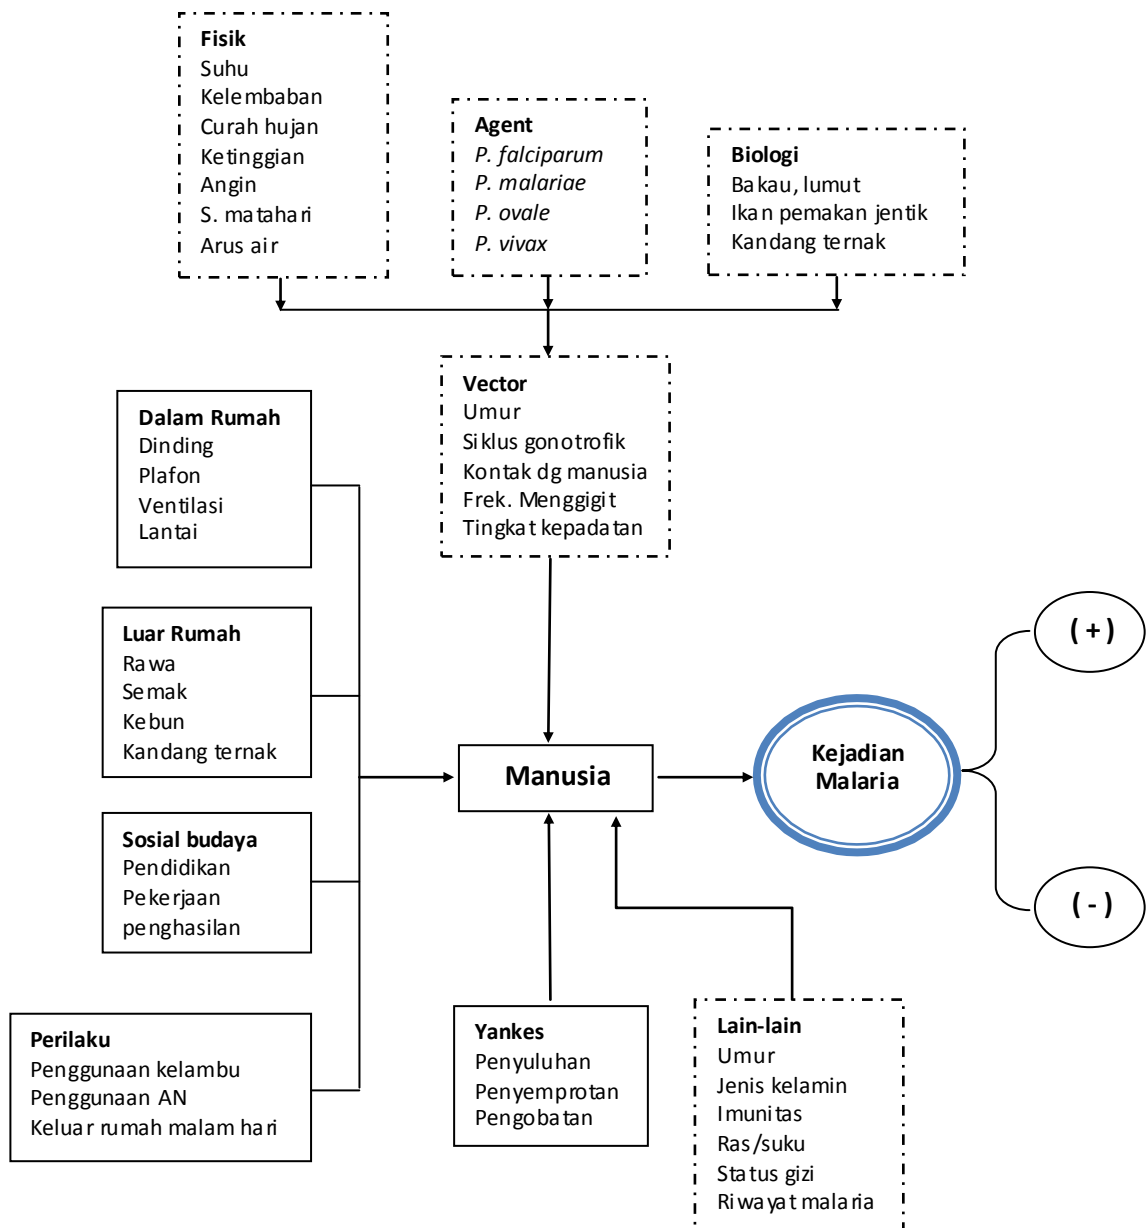 Fisik
Suhu
Kelembaban
Curah hujan
Ketinggian
Angin
S. matahari
Arus air
Agent
P. falciparum
P. malariae
P. ovale
P. vivax
Biologi
Bakau, lumut
Ikan pemakan jentik
Kandang ternak
Vector
Umur
Siklus gonotrofik
Kontak dg manusia
Frek. Menggigit
Tingkat kepadatan
Dalam Rumah
Dinding
Plafon
Ventilasi
Lantai
Luar Rumah
Rawa
Semak
Kebun
Kandang ternak
Sosial budaya
Pendidikan
Pekerjaan
penghasilan
Perilaku
Penggunaan kelambu
Penggunaan AN
Keluar rumah malam hari
Manusia
Kejadian
Malaria
( + )
( - )
Yankes
Penyuluhan
Penyemprotan
Pengobatan
Lain-lain
Umur
Jenis kelamin
Imunitas
Ras/suku
Status gizi
Riwayat malaria